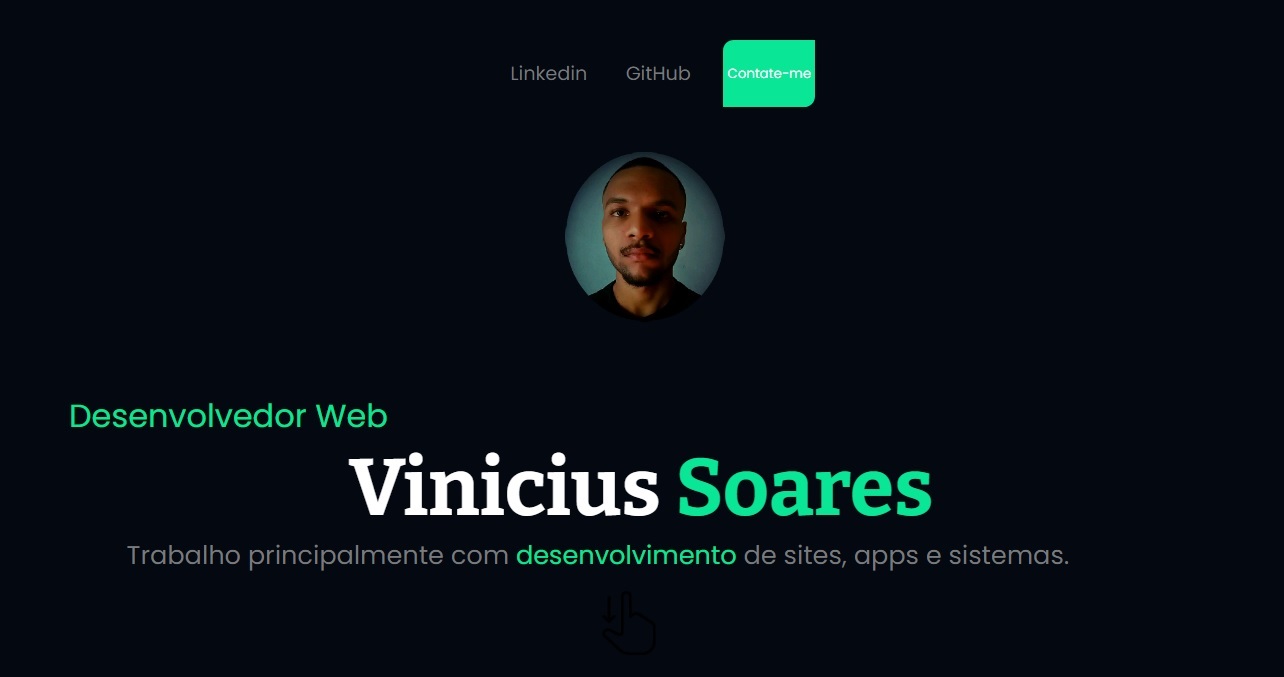 Linkedin GitHub Contate-me
Desenvolvedor Web
Vinicius Soares
Trabalho principalmente com desenvolvimento de sites, apps e sistemas.